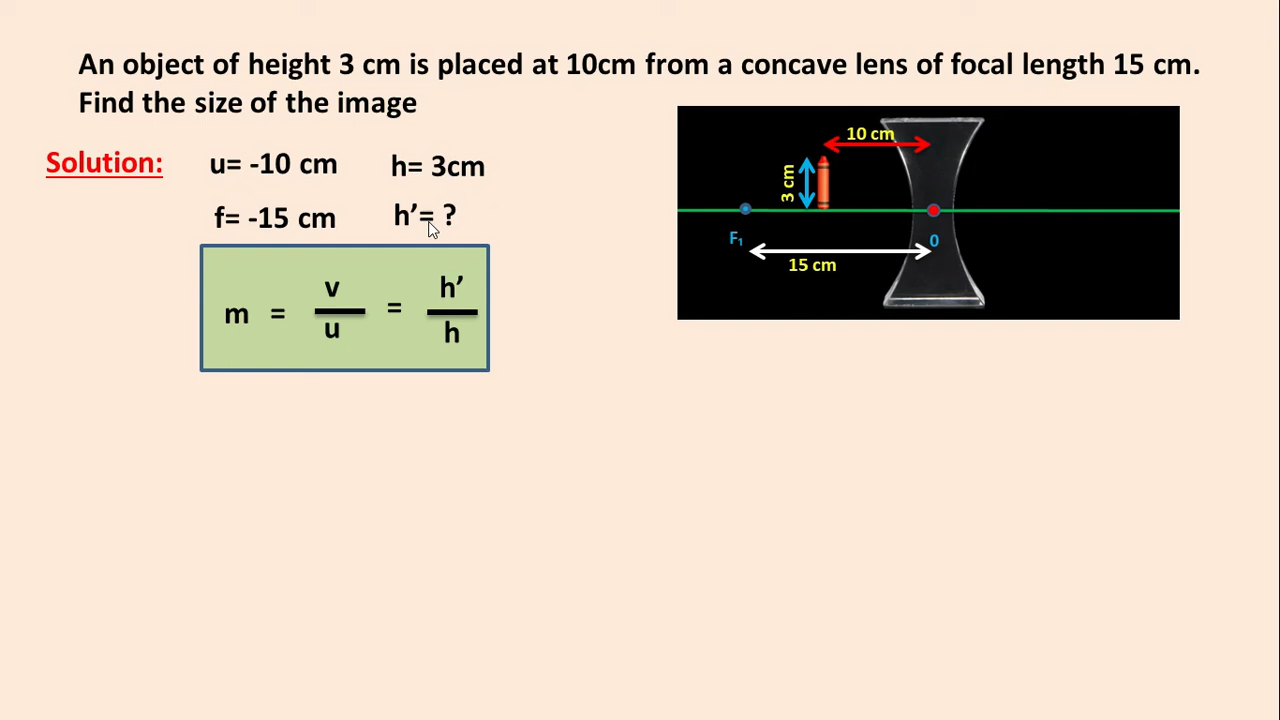 An object of height 3 cm is placed at 10cm from a concave lens of focal length 15 cm.
Find the size of the image
Solution:
u= -10 cm
h= 3cm
f= -15 cm
h’= ?
m = v/u = h’/h
10 cm
3 cm
F₁
0
15 cm